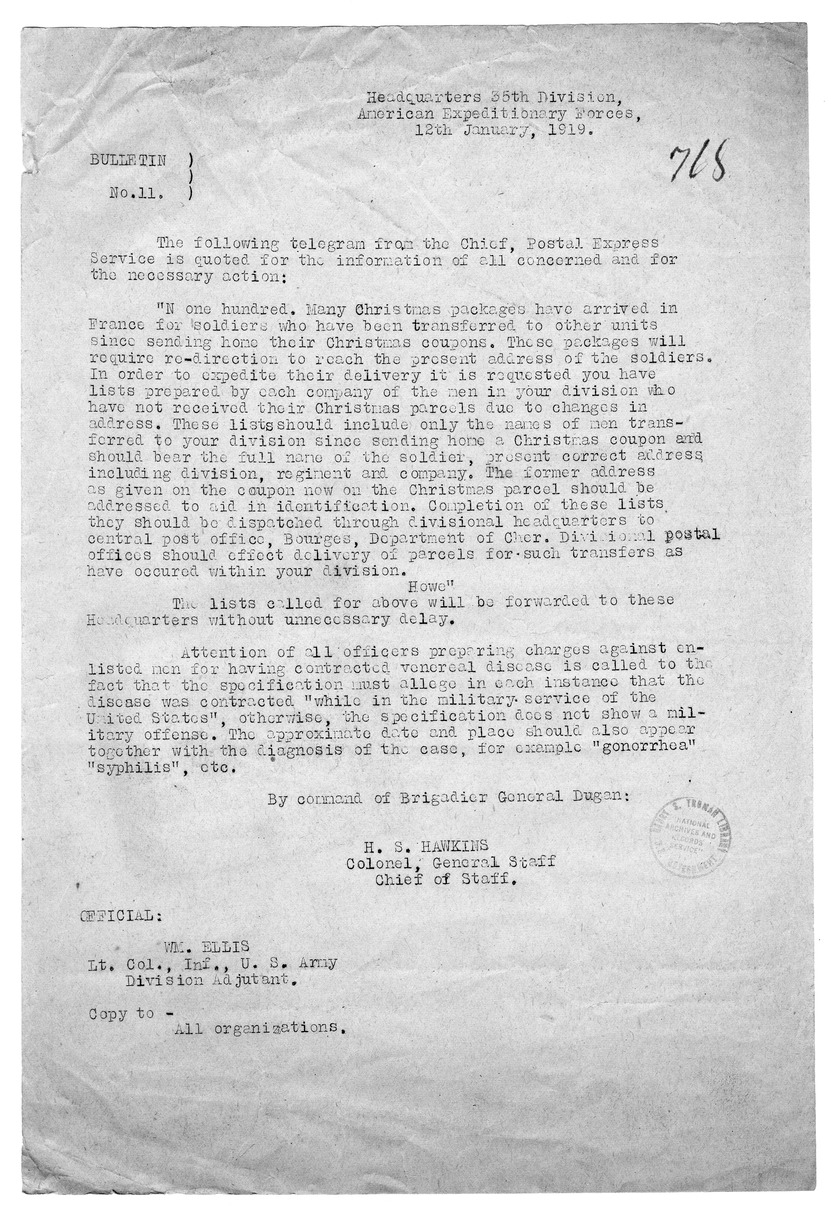 Headquarters 35th Division,
American Expeditionary Forces,
12th January, 1919.
768
BULLETIN )
)
No.11. )
The following telegram from the Chief, Postal Express
Service is quoted for the information of all concerned and for
the necessary action:
"N one hundred. Many Christmas packages have arrived in
France for soldiers who have been transferred to other units
since sending home their Christmas coupons. These packages will
require re-direction to reach the present address of the soldiers.
In order to expedite their delivery it is requested you have
lists prepared by each company of the men in your division who
have not received their Christmas parcels due to changes in
address. These listsshould include only the names of men trans-
ferred to your division since sending home a Christmas coupon and
should bear the full name of the soldier, present correct address
including division, regiment and company. The former address
as given on the coupon now on the Christmas parcel should be
addressed to aid in identification. Completion of these lists
they should be dispatched through divisional headquarters to
central post office, Bourges, Department of Cher. Divisional postal
offices should effect delivery of parcels for such transfers as
have occured within your division.
Howe"
The lists called for above will be forwarded to these
Headquarters without unnecessary delay.
Attention of all officers preparing charges against en-
listed men for having contracted venereal disease is called to the
fact that the specification must allege in each instance that the
disease was contracted "while in the military service of the
United States", otherwise, the specification does not show a mil-
itary offense. The approximate date and place should also appear
together with the diagnosis of the case, for example "gonorrhea"
"syphilis", etc.
By command of Brigadier General Dugan:
H. S. HAWKINS
Colonel, General Staff
Chief of Staff.
HARRY S. TRUMAN LIBRARY
NATIONAL
ARCHIVES AND
RECORDS
SERVICE
GOVERNMENT
OFFICIAL:
WM. ELLIS
Lt. Col., Inf., U. S. Army
Division Adjutant.
Copy to -
All organizations.